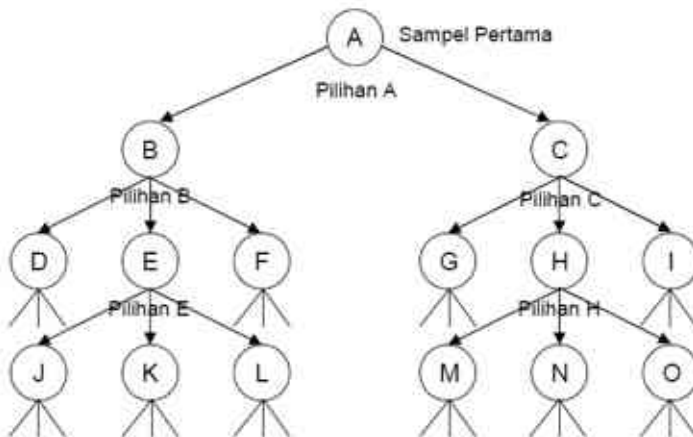 A Sampel Pertama
Pilihan A
B C
Pilihan B Pilihan C
D E F G H I
Pilihan E Pilihan H
J K L M N O